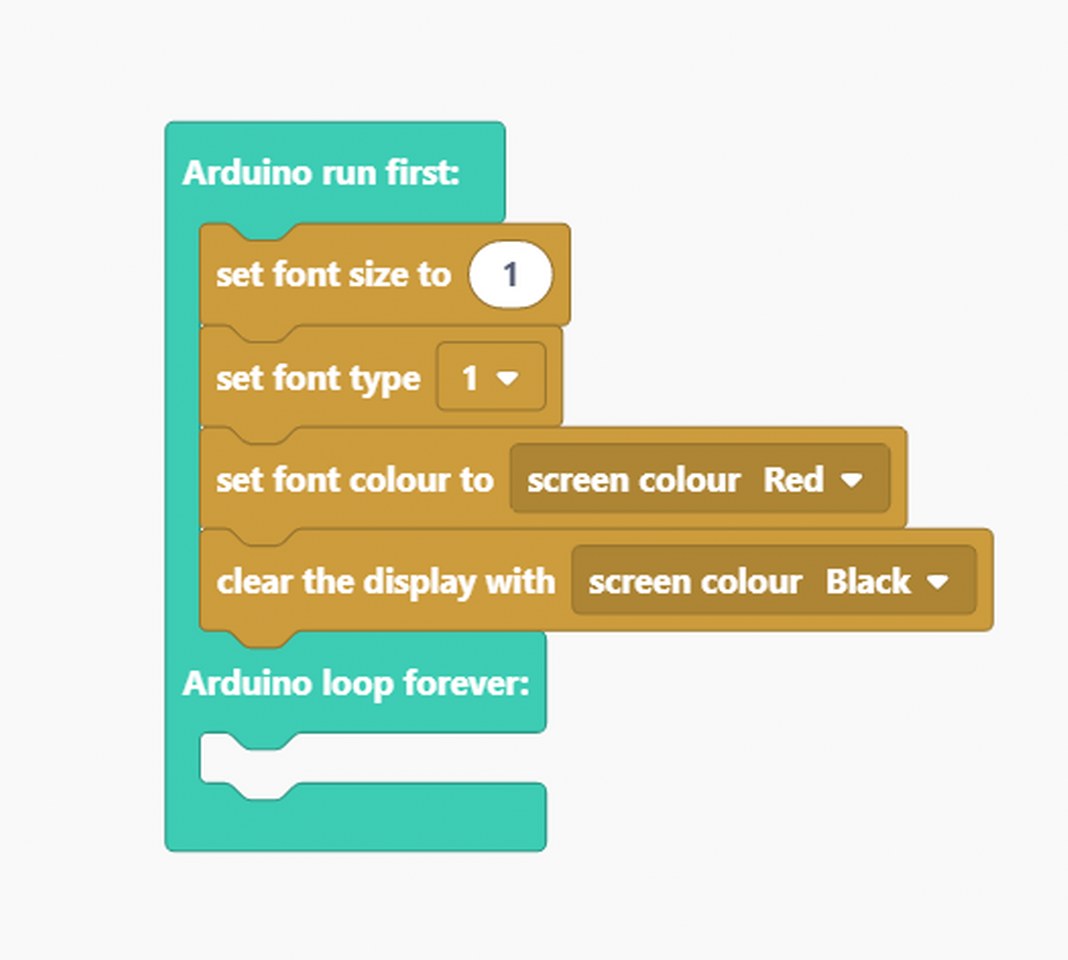 Arduino run first:
set font size to 1
set font type 1
set font colour to screen colour Red
clear the display with screen colour Black
Arduino loop forever: